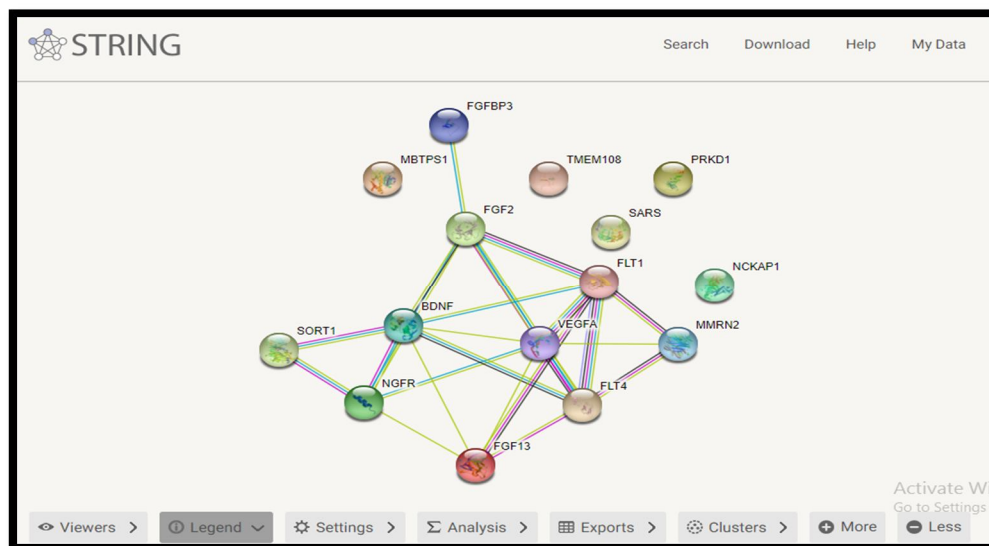 STRING
Search Download Help My Data
FGFBP3
MBTPS1
TMEM108
PRKD1
FGF2
SARS
FLT1
NCKAP1
BDNF
VEGFA
MMRN2
SORT1
NGFR
FLT4
FGF13
Activate Wi
Go to Settings
Viewers Legend Settings Analysis Exports Clusters More Less